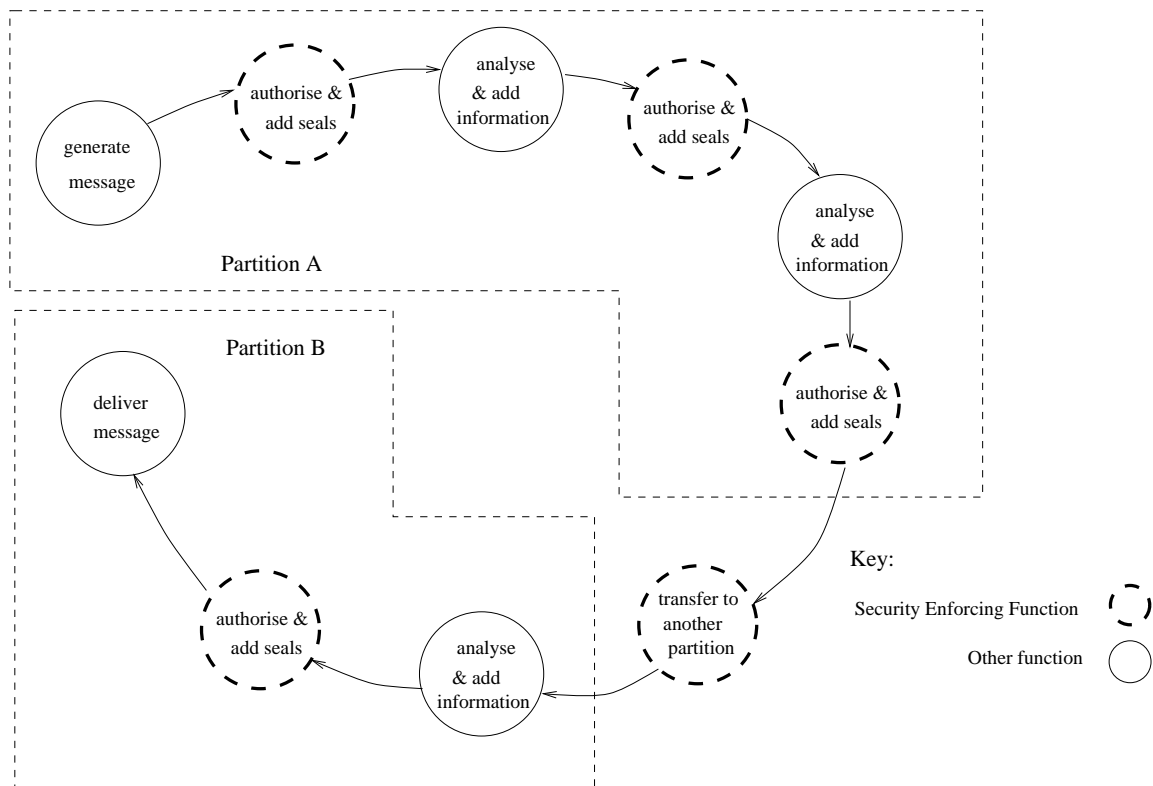 generate
message
authorise &
add seals
analyse
& add
information
authorise &
add seals
analyse
& add
information
Partition A
authorise &
add seals
Partition B
deliver
message
transfer to
another
partition
analyse
& add
information
authorise &
add seals
Key:
Security Enforcing Function
Other function